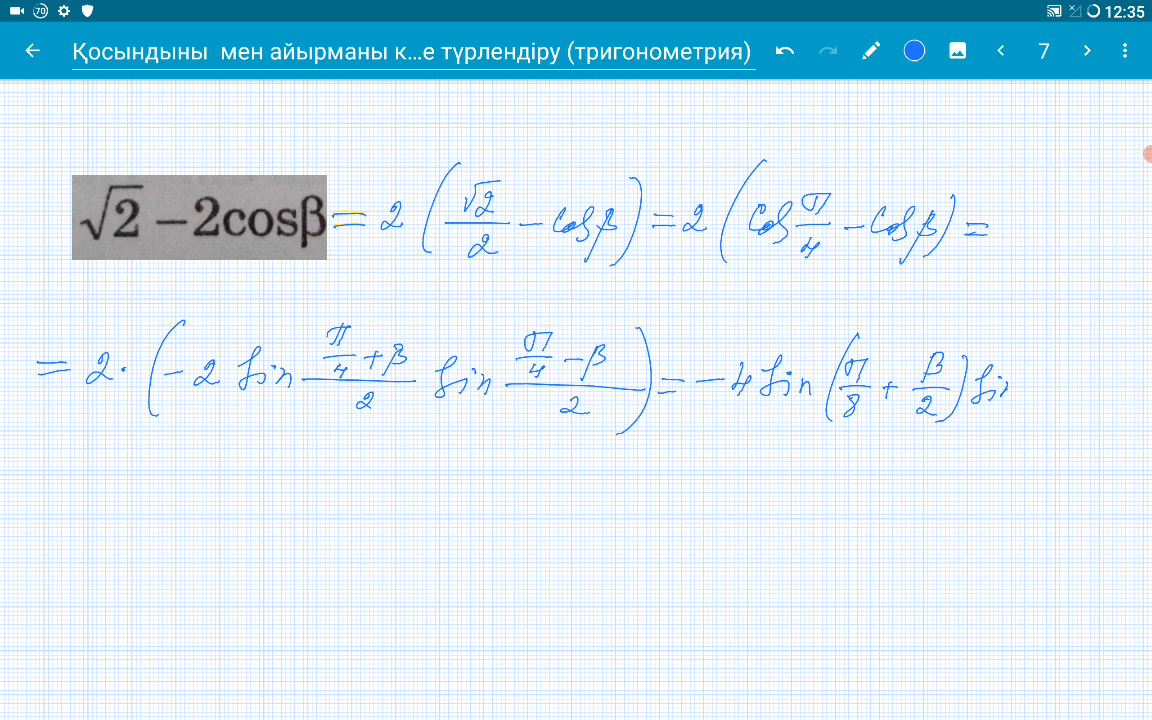 70 12:35
Қосындыны мен айырманы к...е түрлендіру (тригонометрия) 7
√2 − 2cosβ = 2 (√2/2 − cosβ) = 2 (cos π/4 − cosβ) =
= 2 · (−2 sin (π/4 + β)/2 sin (π/4 − β)/2) = −4 sin (π/8 + β/2) sin